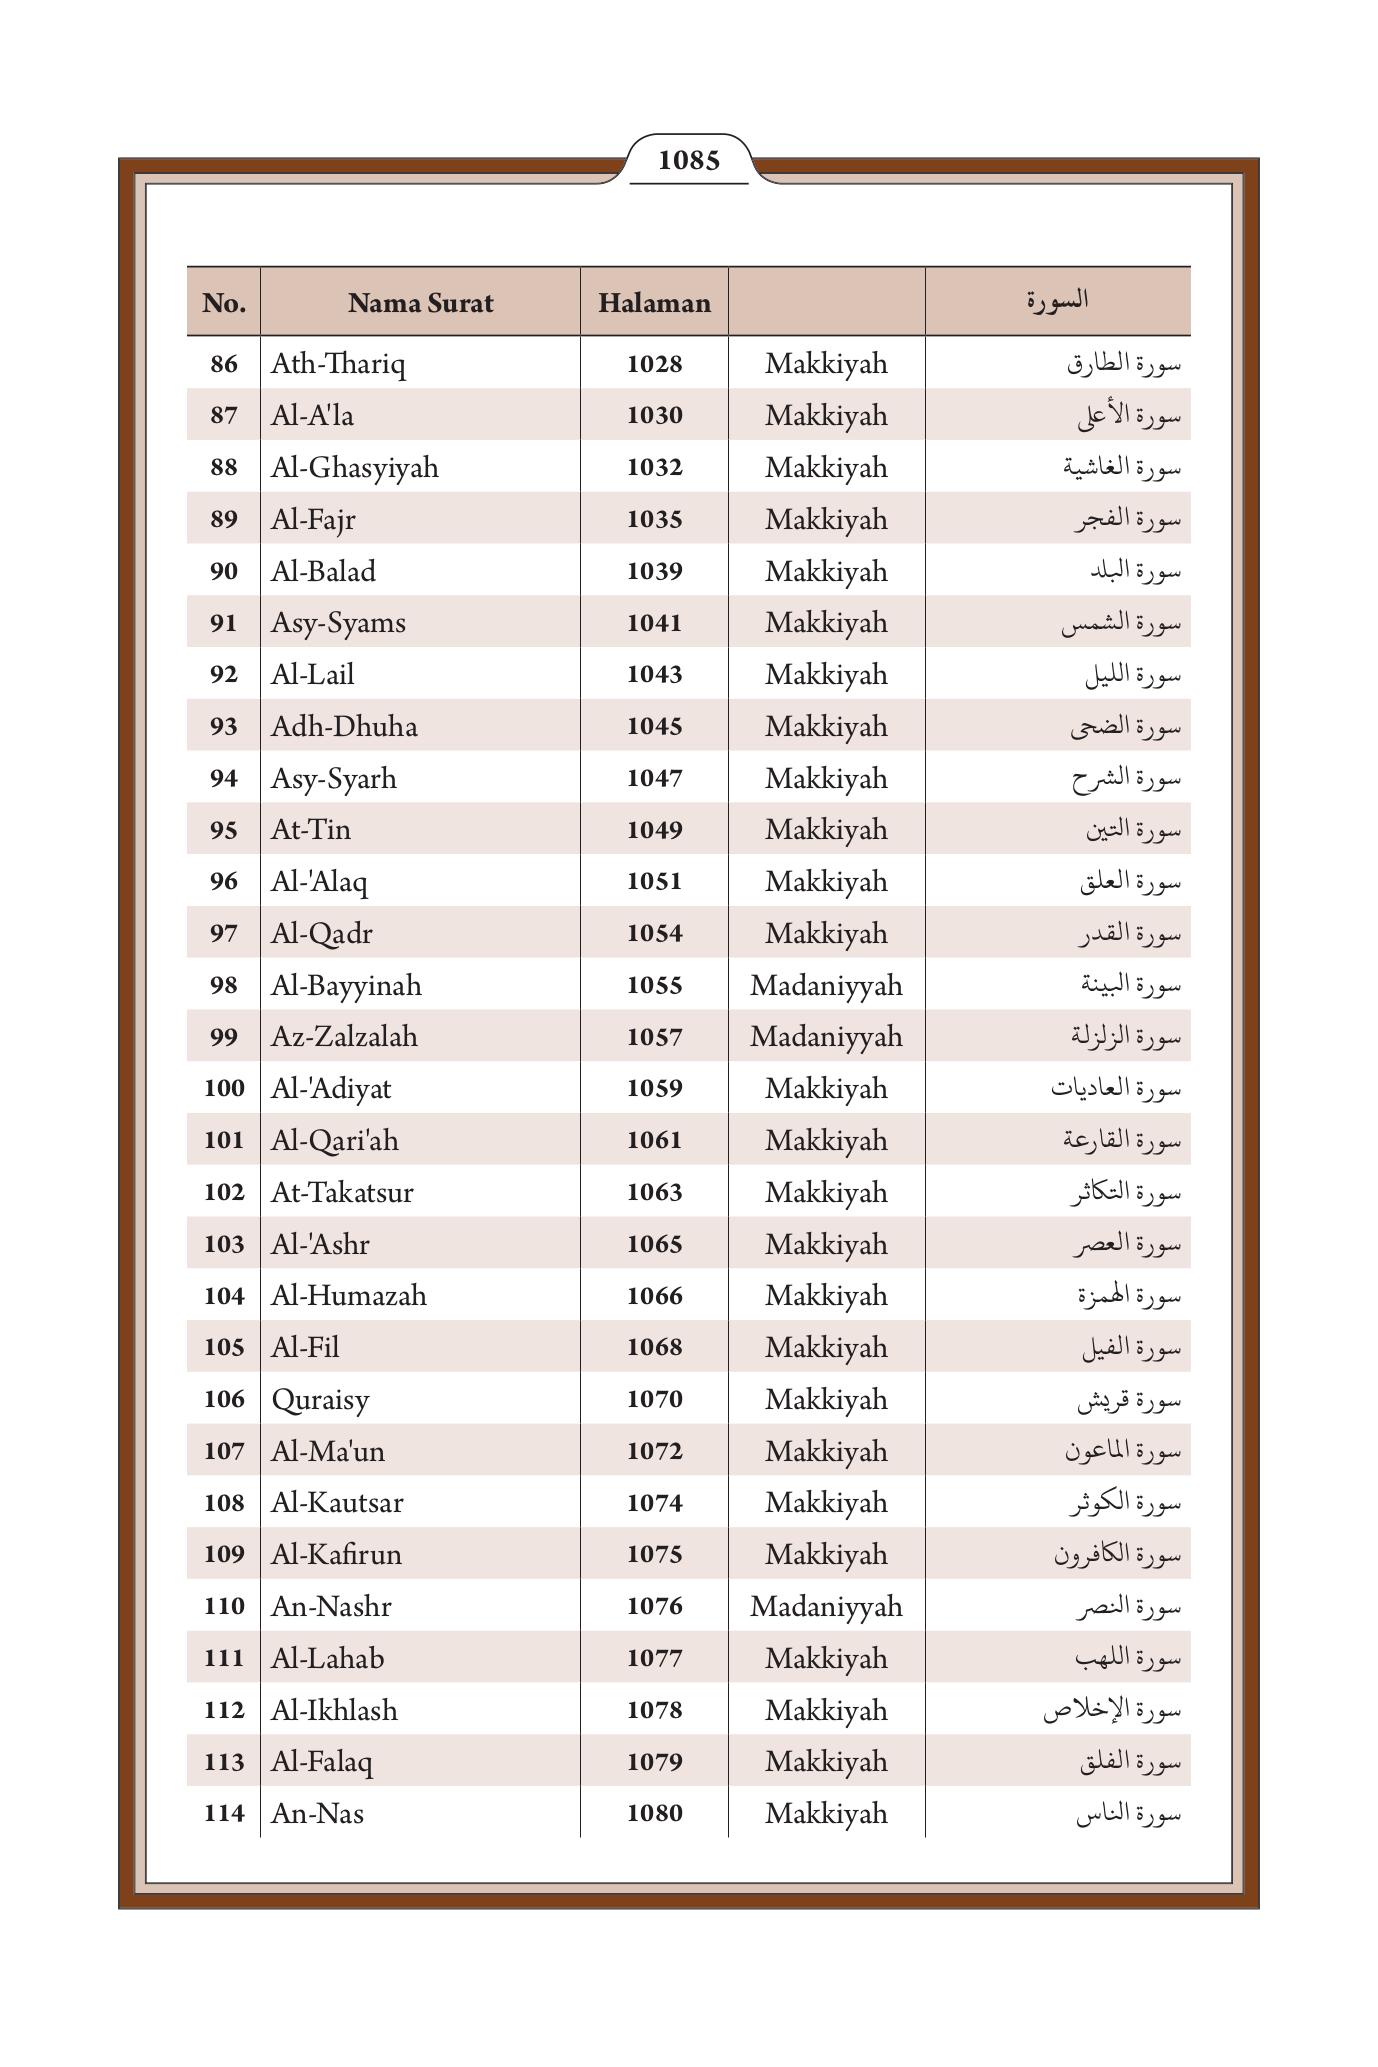 1085
No. Nama Surat Halaman السورة
86 Ath-Thariq 1028 Makkiyah سورة الطارق
87 Al-A'la 1030 Makkiyah سورة الأعلى
88 Al-Ghasyiyah 1032 Makkiyah سورة الغاشية
89 Al-Fajr 1035 Makkiyah سورة الفجر
90 Al-Balad 1039 Makkiyah سورة البلد
91 Asy-Syams 1041 Makkiyah سورة الشمس
92 Al-Lail 1043 Makkiyah سورة الليل
93 Adh-Dhuha 1045 Makkiyah سورة الضحى
94 Asy-Syarh 1047 Makkiyah سورة الشرح
95 At-Tin 1049 Makkiyah سورة التين
96 Al-'Alaq 1051 Makkiyah سورة العلق
97 Al-Qadr 1054 Makkiyah سورة القدر
98 Al-Bayyinah 1055 Madaniyyah سورة البينة
99 Az-Zalzalah 1057 Madaniyyah سورة الزلزلة
100 Al-'Adiyat 1059 Makkiyah سورة العاديات
101 Al-Qari'ah 1061 Makkiyah سورة القارعة
102 At-Takatsur 1063 Makkiyah سورة التكاثر
103 Al-'Ashr 1065 Makkiyah سورة العصر
104 Al-Humazah 1066 Makkiyah سورة الهمزة
105 Al-Fil 1068 Makkiyah سورة الفيل
106 Quraisy 1070 Makkiyah سورة قريش
107 Al-Ma'un 1072 Makkiyah سورة الماعون
108 Al-Kautsar 1074 Makkiyah سورة الكوثر
109 Al-Kafirun 1075 Makkiyah سورة الكافرون
110 An-Nashr 1076 Madaniyyah سورة النصر
111 Al-Lahab 1077 Makkiyah سورة اللهب
112 Al-Ikhlash 1078 Makkiyah سورة الإخلاص
113 Al-Falaq 1079 Makkiyah سورة الفلق
114 An-Nas 1080 Makkiyah سورة الناس